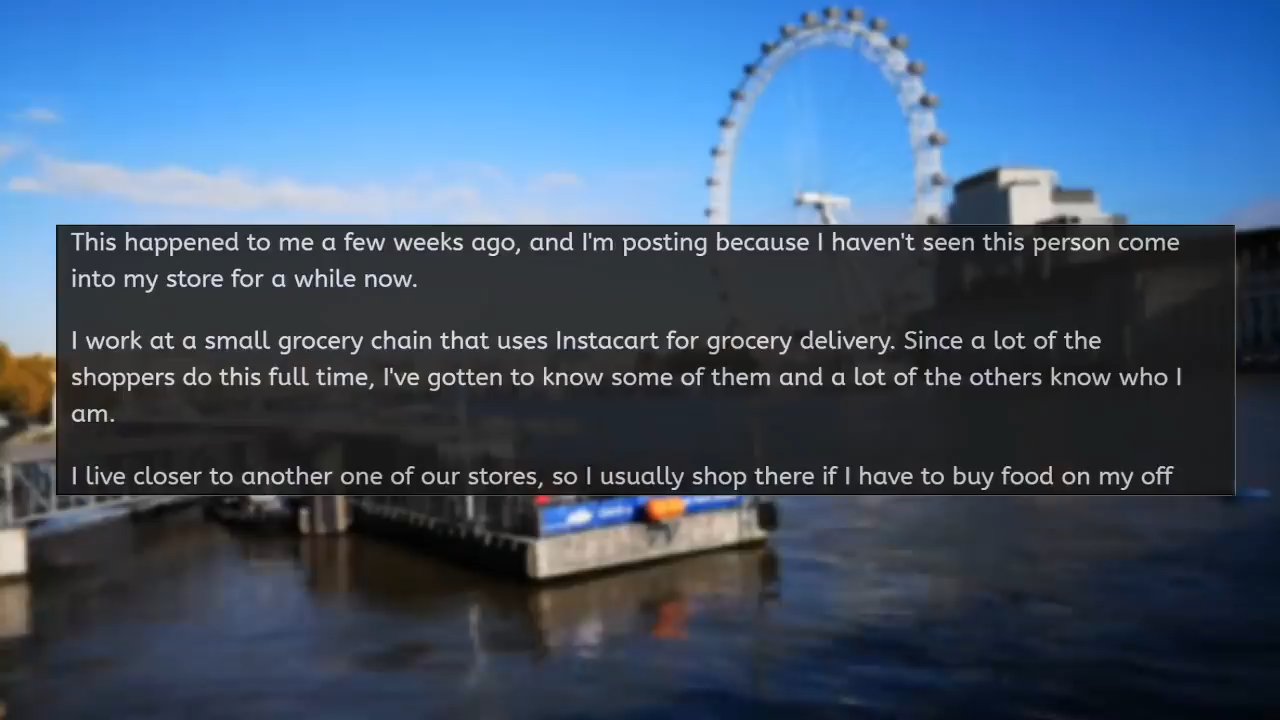 This happened to me a few weeks ago, and I'm posting because I haven't seen this person come
into my store for a while now.
I work at a small grocery chain that uses Instacart for grocery delivery. Since a lot of the
shoppers do this full time, I've gotten to know some of them and a lot of the others know who I
am.
I live closer to another one of our stores, so I usually shop there if I have to buy food on my off